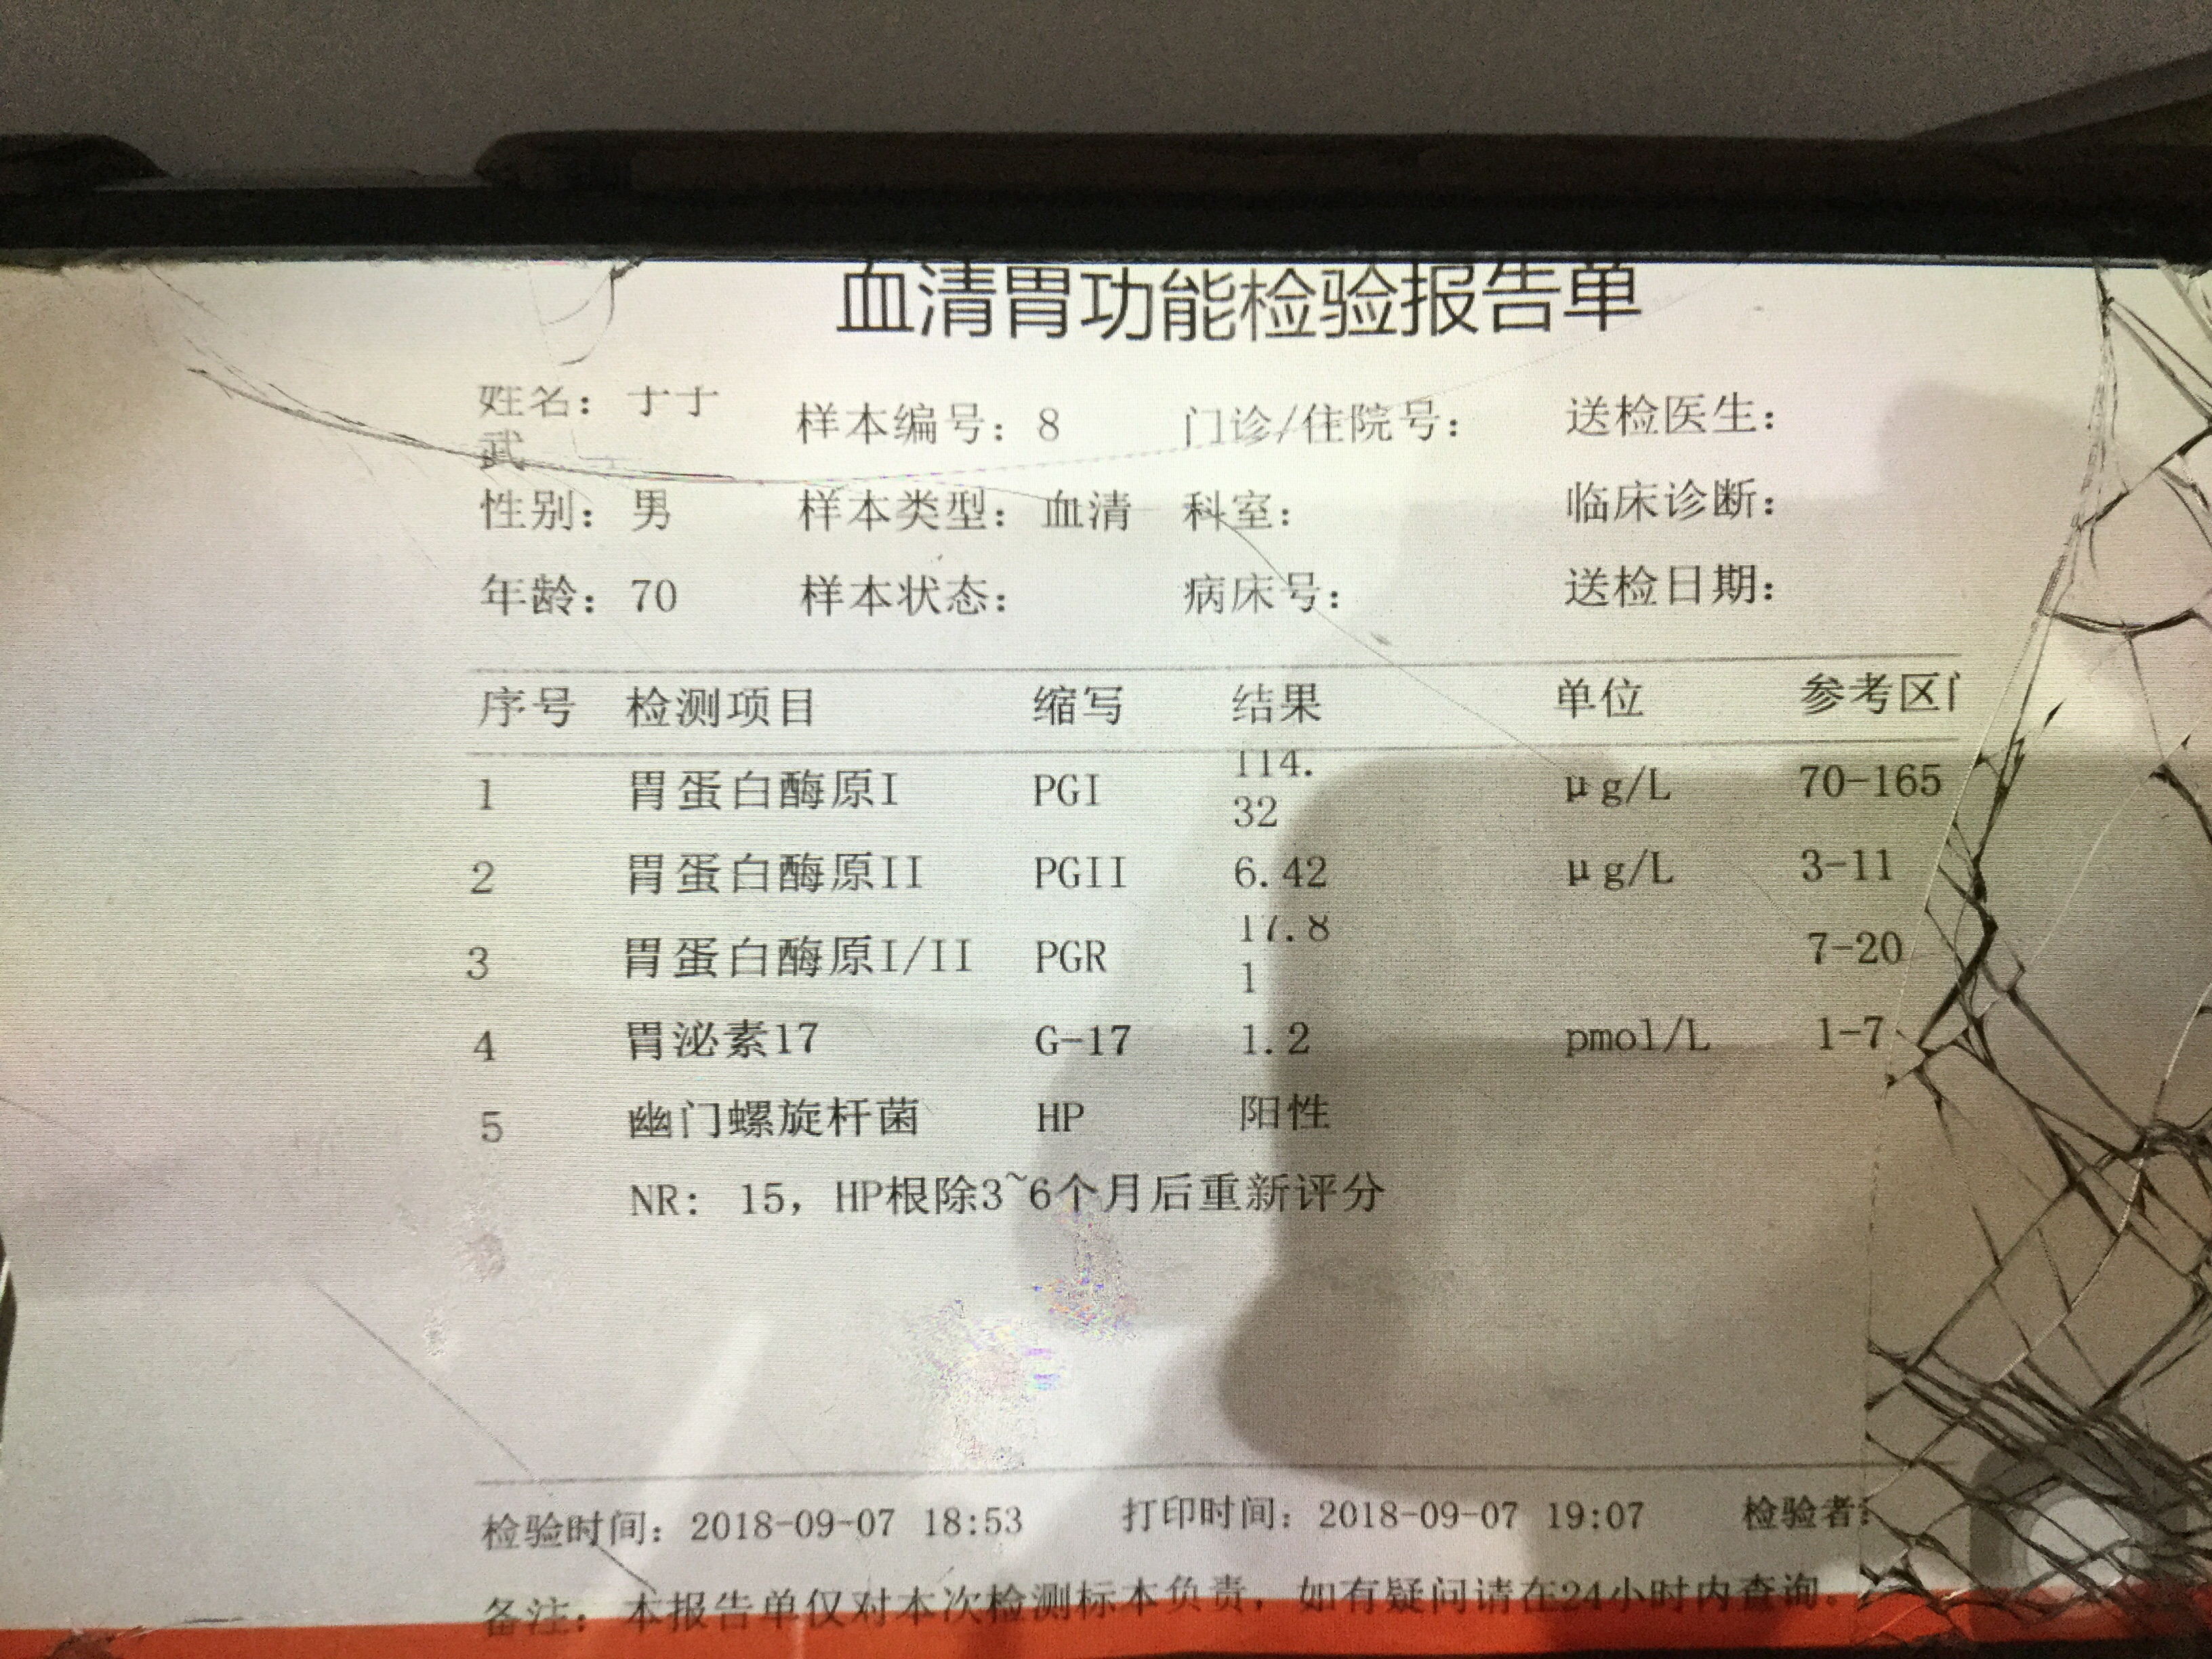 血清胃功能检验报告单
姓名： 于于武 样本编号： 8 门诊/住院号： 送检医生：
性别： 男 样本类型： 血清 科室： 临床诊断：
年龄： 70 样本状态： 病床号： 送检日期：
序号 检测项目 缩写 结果 单位 参考区
1 胃蛋白酶原I PGI 114.32 μg/L 70-165
2 胃蛋白酶原II PGII 6.42 μg/L 3-11
3 胃蛋白酶原I/II PGR 17.81 7-20
4 胃泌素17 G-17 1.2 pmol/L 1-7
5 幽门螺旋杆菌 HP 阳性
NR: 15, HP根除3~6个月后重新评分
检验时间： 2018-09-07 18:53 打印时间： 2018-09-07 19:07 检验者:
备注： 本报告单仅对本次检测标本负责，如有疑问请在24小时内查询。